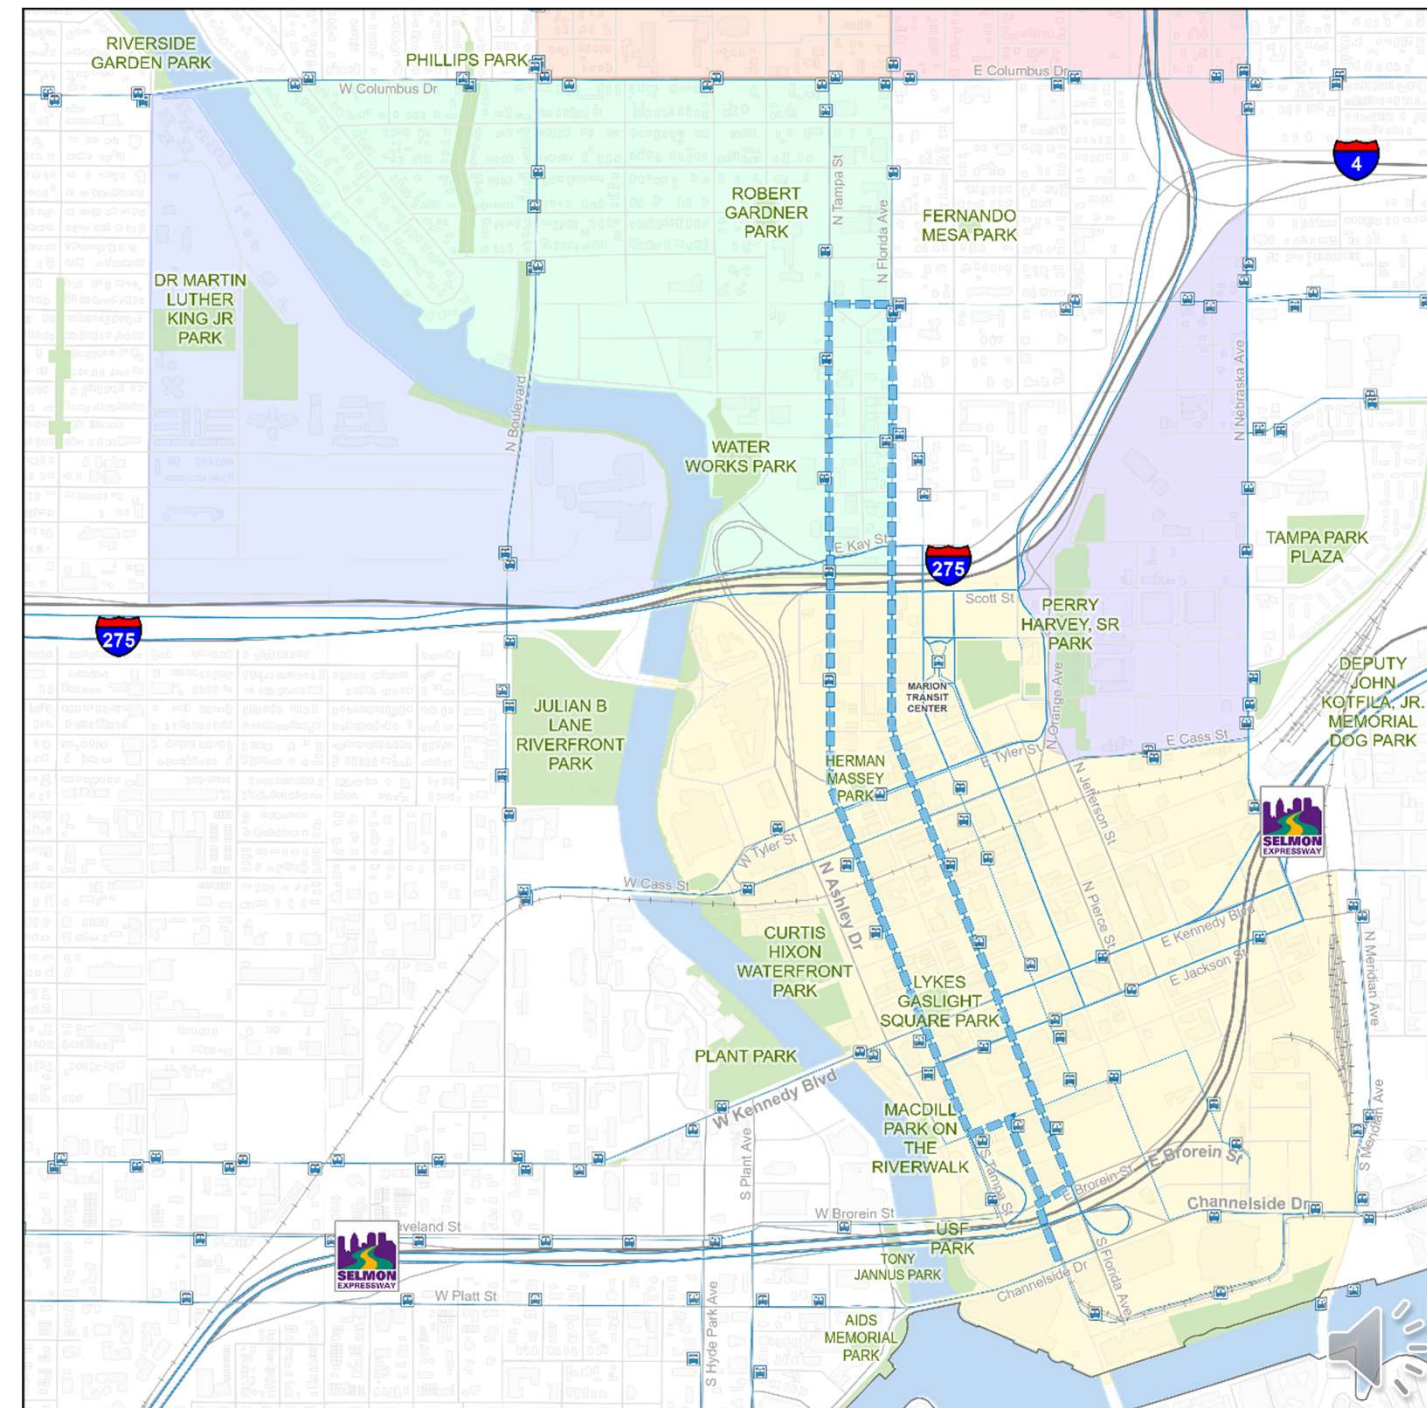 RIVERSIDE
GARDEN PARK
PHILLIPS PARK
W Columbus Dr
E Columbus Dr
4
ROBERT
GARDNER
PARK
N Tampa St
N Florida Ave
FERNANDO
MESA PARK
DR MARTIN
LUTHER
KING JR
PARK
N Boulevard
N Nebraska Ave
WATER
WORKS PARK
E Kay St
275
TAMPA PARK
PLAZA
Scott St
PERRY
HARVEY, SR
PARK
275
MARION
TRANSIT
CENTER
N Orange Ave
DEPUTY
JOHN
KOTFILA, JR.
MEMORIAL
DOG PARK
JULIAN B
LANE
RIVERFRONT
PARK
E Cass St
E Tyler St
HERMAN
MASSEY
PARK
N Jefferson St
SELMON
EXPRESSWAY
W Tyler St
W Cass St
N Ashley Dr
N Pierce St
CURTIS
HIXON
WATERFRONT
PARK
E Kennedy Blvd
E Jackson St
N Meridian Ave
LYKES
GASLIGHT
SQUARE PARK
PLANT PARK
W Kennedy Blvd
MACDILL
PARK ON
THE
RIVERWALK
S Meridian Ave
S Plant Ave
S Tampa St
E Brorein St
E Brorein St
Channelside Dr
W Brorein St
eveland St
USF
PARK
SELMON
EXPRESSWAY
TONY
JANNUS PARK
S Florida Ave
Channelside Dr
W Platt St
S Hyde Park Ave
AIDS
MEMORIAL
PARK